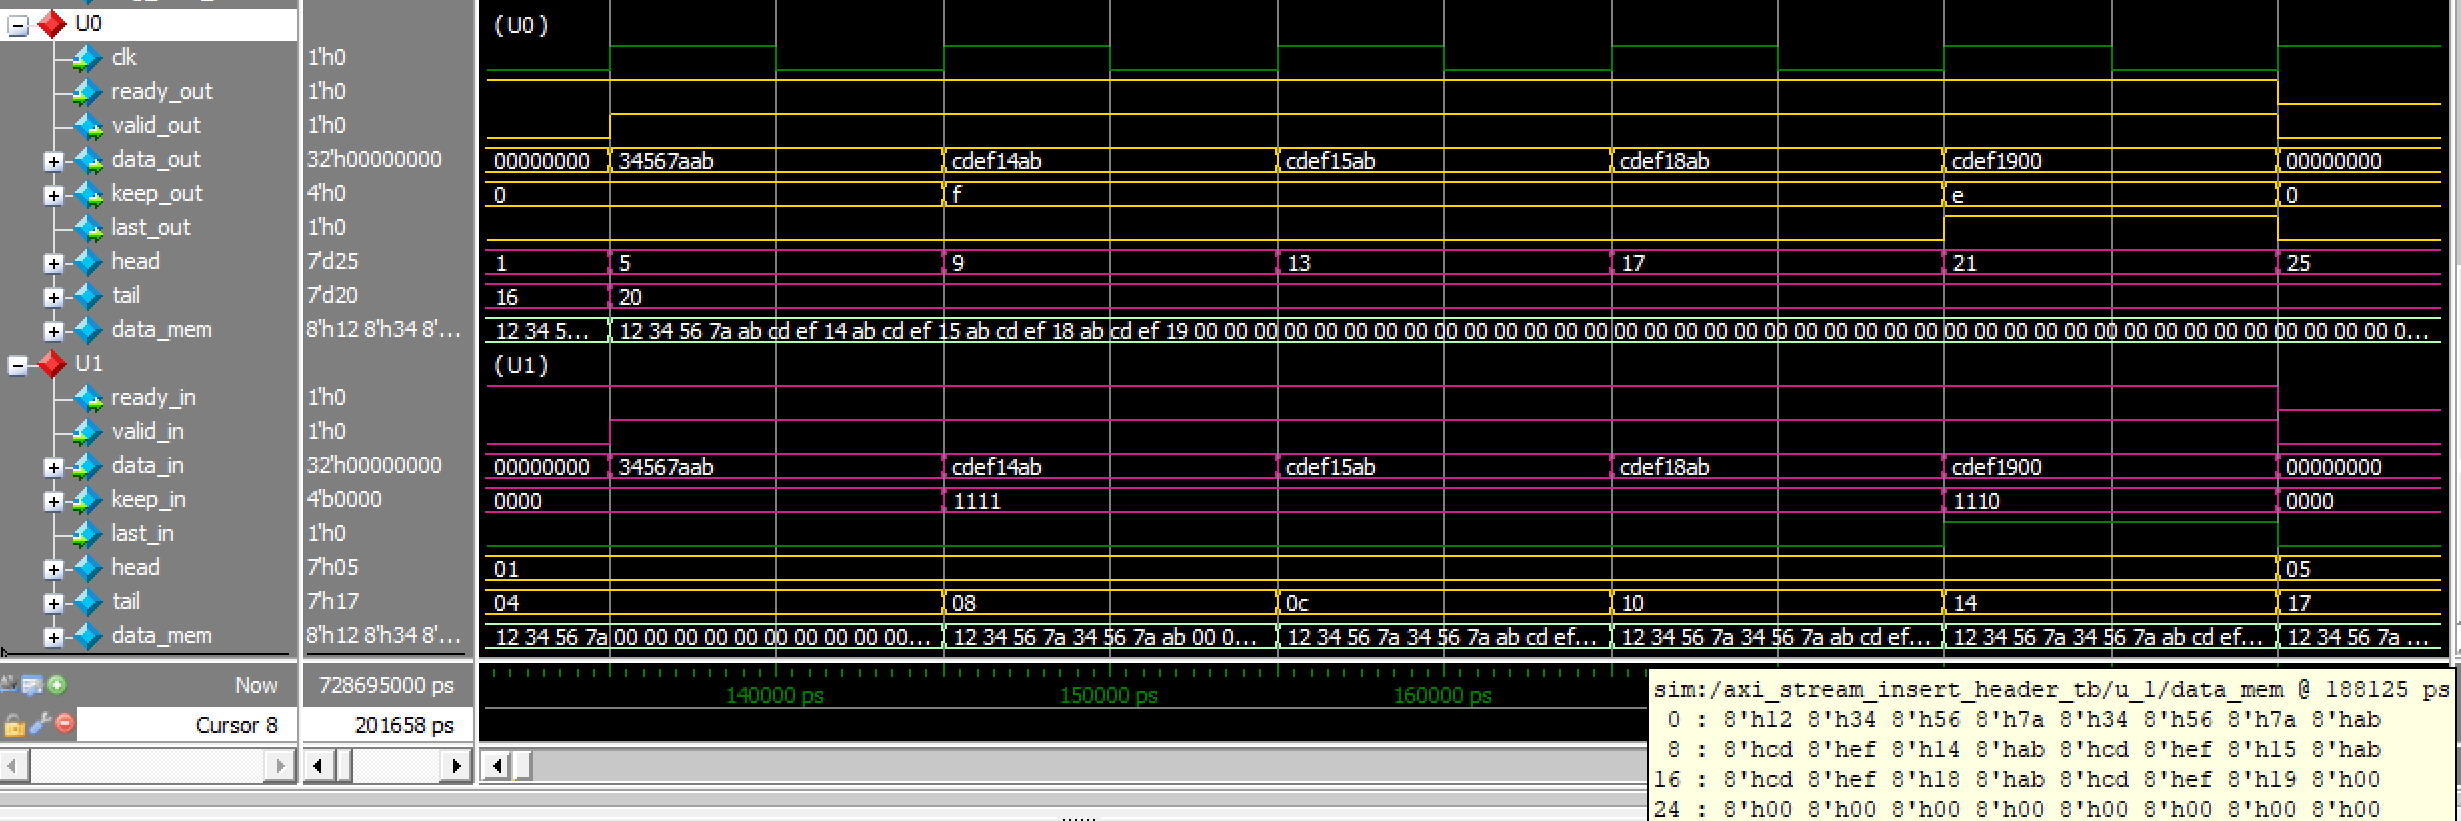 U0 (U0)
clk 1'h0
ready_out 1'h0
valid_out 1'h0
data_out 32'h00000000 00000000 34567aab cdef14ab cdef15ab cdef18ab cdef1900 00000000
keep_out 4'h0 0 f e 0
last_out 1'h0
head 7'd25 1 5 9 13 17 21 25
tail 7'd20 16 20
data_mem 8'h12 8'h34 8'... 12 34 5... 12 34 56 7a ab cd ef 14 ab cd ef 15 ab cd ef 18 ab cd ef 19 00 00 00 00 00 00 00 00 00 00 00 00 00 00 00 00 00 00 00 00 00 00 00 00 00 00 00 00 00 00 00 00 00 00 00 00 00 00 00 0...
U1 (U1)
ready_in 1'h0
valid_in 1'h0
data_in 32'h00000000 00000000 34567aab cdef14ab cdef15ab cdef18ab cdef1900 00000000
keep_in 4'b0000 0000 1111 1110 0000
last_in 1'h0
head 7'h05 01 05
tail 7'h17 04 08 0c 10 14 17
data_mem 8'h12 8'h34 8'... 12 34 56 7a 00 00 00 00 00 00 00 00 00 00 00... 12 34 56 7a 34 56 7a ab 00 0... 12 34 56 7a 34 56 7a ab cd ef... 12 34 56 7a 34 56 7a ab cd ef... 12 34 56 7a 34 56 7a ab cd ef... 12 34 56 7a ...
Now 728695000 ps 140000 ps 150000 ps 160000 ps
Cursor 8 201658 ps
sim:/axi_stream_insert_header_tb/u_1/data_mem @ 188125 ps
0 : 8'h12 8'h34 8'h56 8'h7a 8'h34 8'h56 8'h7a 8'hab
8 : 8'hcd 8'hef 8'h14 8'hab 8'hcd 8'hef 8'h15 8'hab
16 : 8'hcd 8'hef 8'h18 8'hab 8'hcd 8'hef 8'h19 8'h00
24 : 8'h00 8'h00 8'h00 8'h00 8'h00 8'h00 8'h00 8'h00